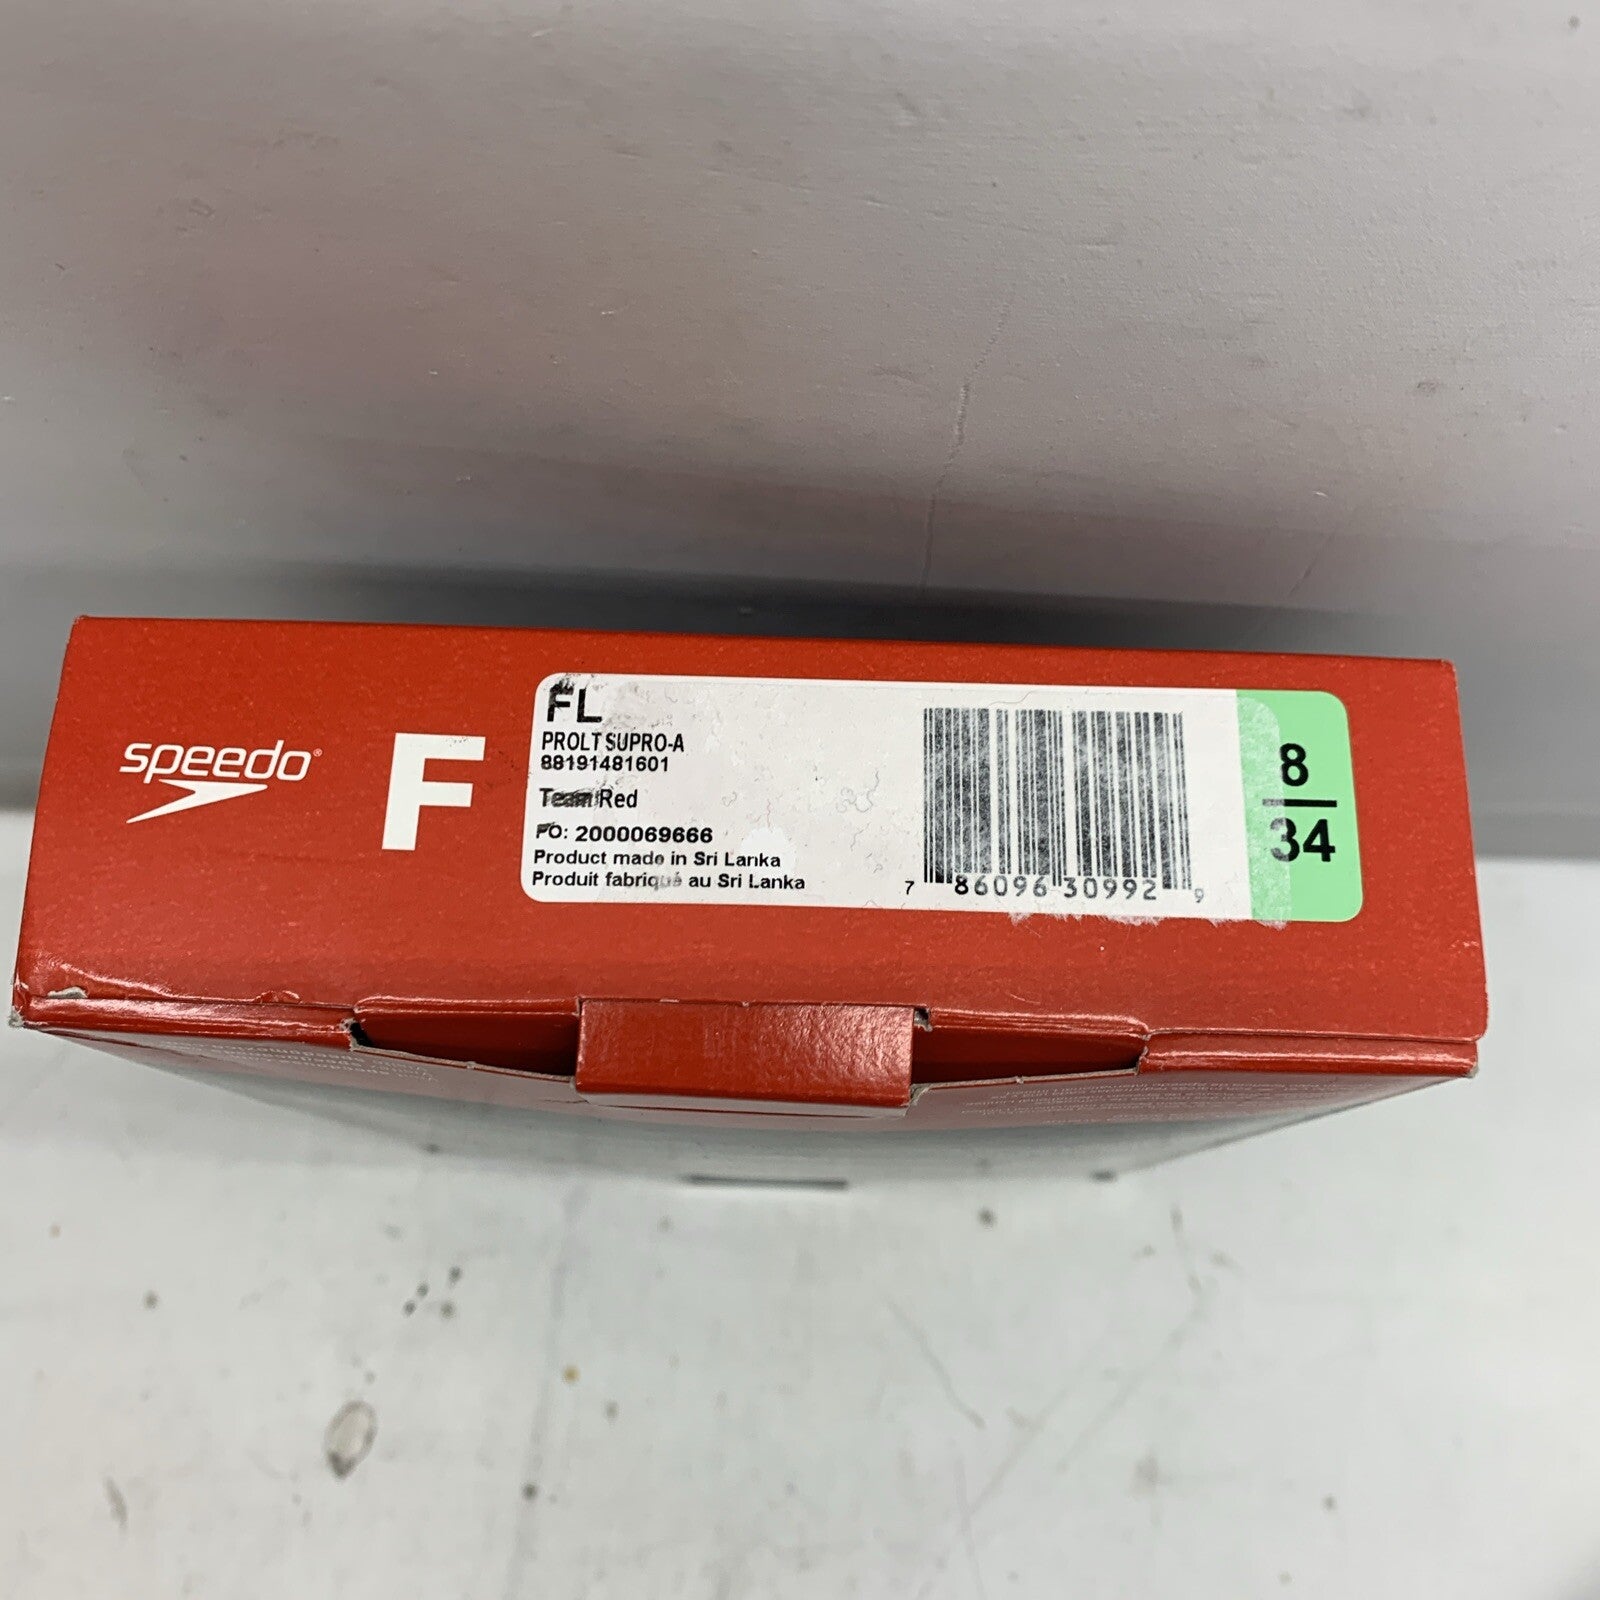 speedo®
F
FL
PROLT SUPRO-A
88191481601
Team Red
PO: 2000069666
Product made in Sri Lanka
Produit fabriqué au Sri Lanka
7 86096 30992 9
8
34